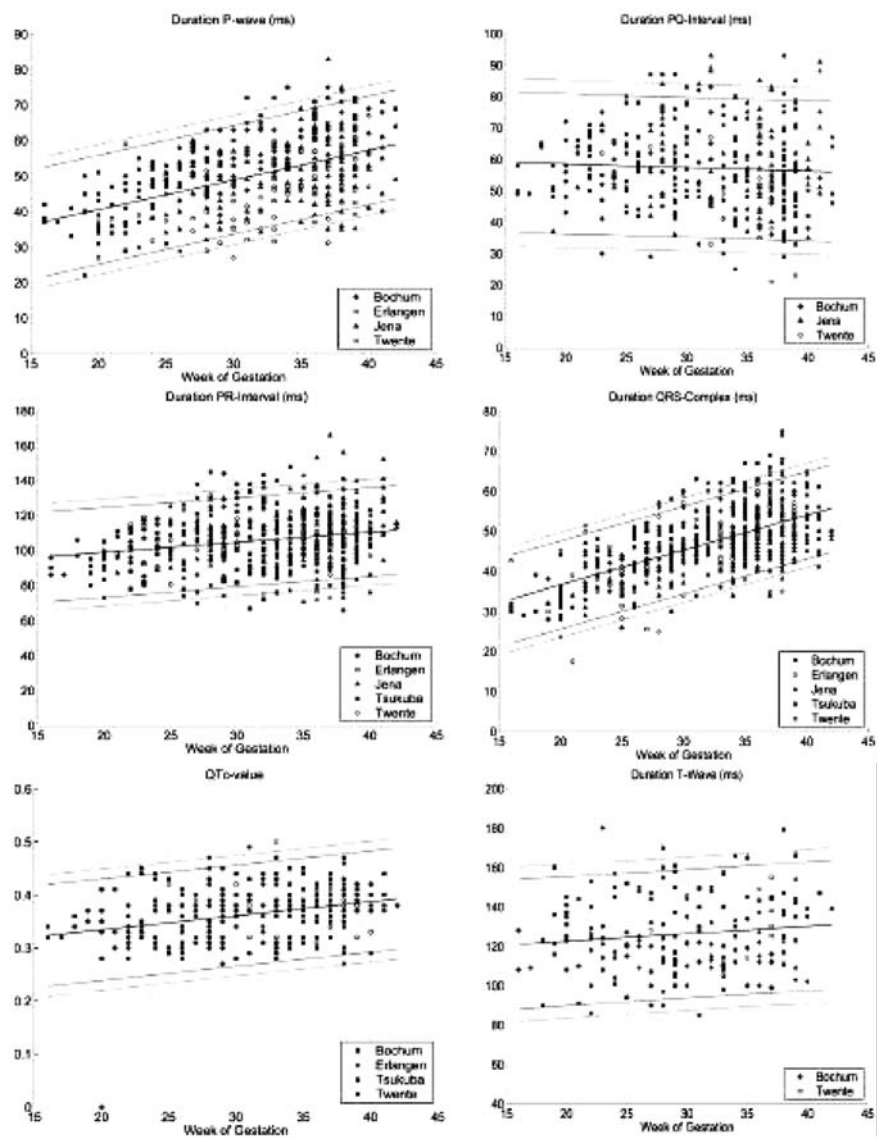 Duration P-wave (ms)
90
80
70
60
50
40
30
20
10
0
15 20 25 30 35 40 45
Week of Gestation
Bochum
Erlangen
Jena
Twente
Duration PQ-Interval (ms)
100
90
80
70
60
50
40
30
20
10
0
15 20 25 30 35 40 45
Week of Gestation
Bochum
Jena
Twente
Duration PR-Interval (ms)
180
160
140
120
100
80
60
40
20
0
15 20 25 30 35 40 45
Week of Gestation
Bochum
Erlangen
Jena
Tsukuba
Twente
Duration QRS-Complex (ms)
80
70
60
50
40
30
20
10
0
15 20 25 30 35 40 45
Week of Gestation
Bochum
Erlangen
Jena
Tsukuba
Twente
QTc-value
0.6
0.5
0.4
0.3
0.2
0.1
0
15 20 25 30 35 40 45
Week of Gestation
Bochum
Erlangen
Tsukuba
Twente
Duration T-Wave (ms)
200
180
160
140
120
100
80
60
40
15 20 25 30 35 40 45
Week of Gestation
Bochum
Twente